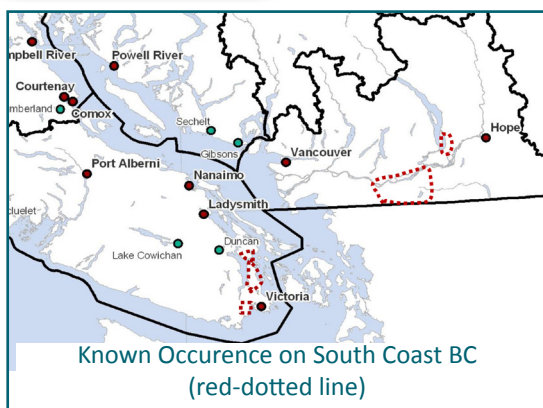 mpbell River
Powell River
Courtenay
mberland
Comox
Sechelt
Gibsons
Hope
Vancouver
Port Alberni
Nanaimo
cluelet
Ladysmith
Lake Cowichan
Duncan
Victoria
Known Occurence on South Coast BC
(red-dotted line)